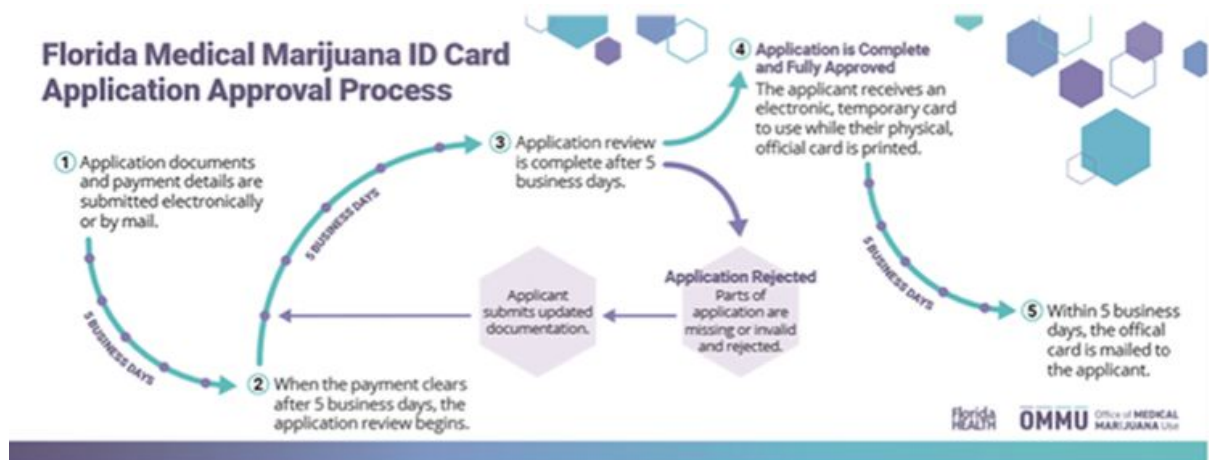 Florida Medical Marijuana ID Card
Application Approval Process
1 Application documents
and payment details are
submitted electronically
or by mail.
5 BUSINESS DAYS
2 When the payment clears
after 5 business days, the
application review begins.
5 BUSINESS DAYS
3 Application review
is complete after 5
business days.
4 Application is Complete
and Fully Approved
The applicant receives an
electronic, temporary card
to use while their physical,
official card is printed.
Application Rejected
Parts of
application are
missing or invalid
and rejected.
Applicant
submits updated
documentation.
5 BUSINESS DAYS
5 Within 5 business
days, the offical
card is mailed to
the applicant.
Florida
HEALTH
OMMU
Office of MEDICAL
MARIJUANA Use